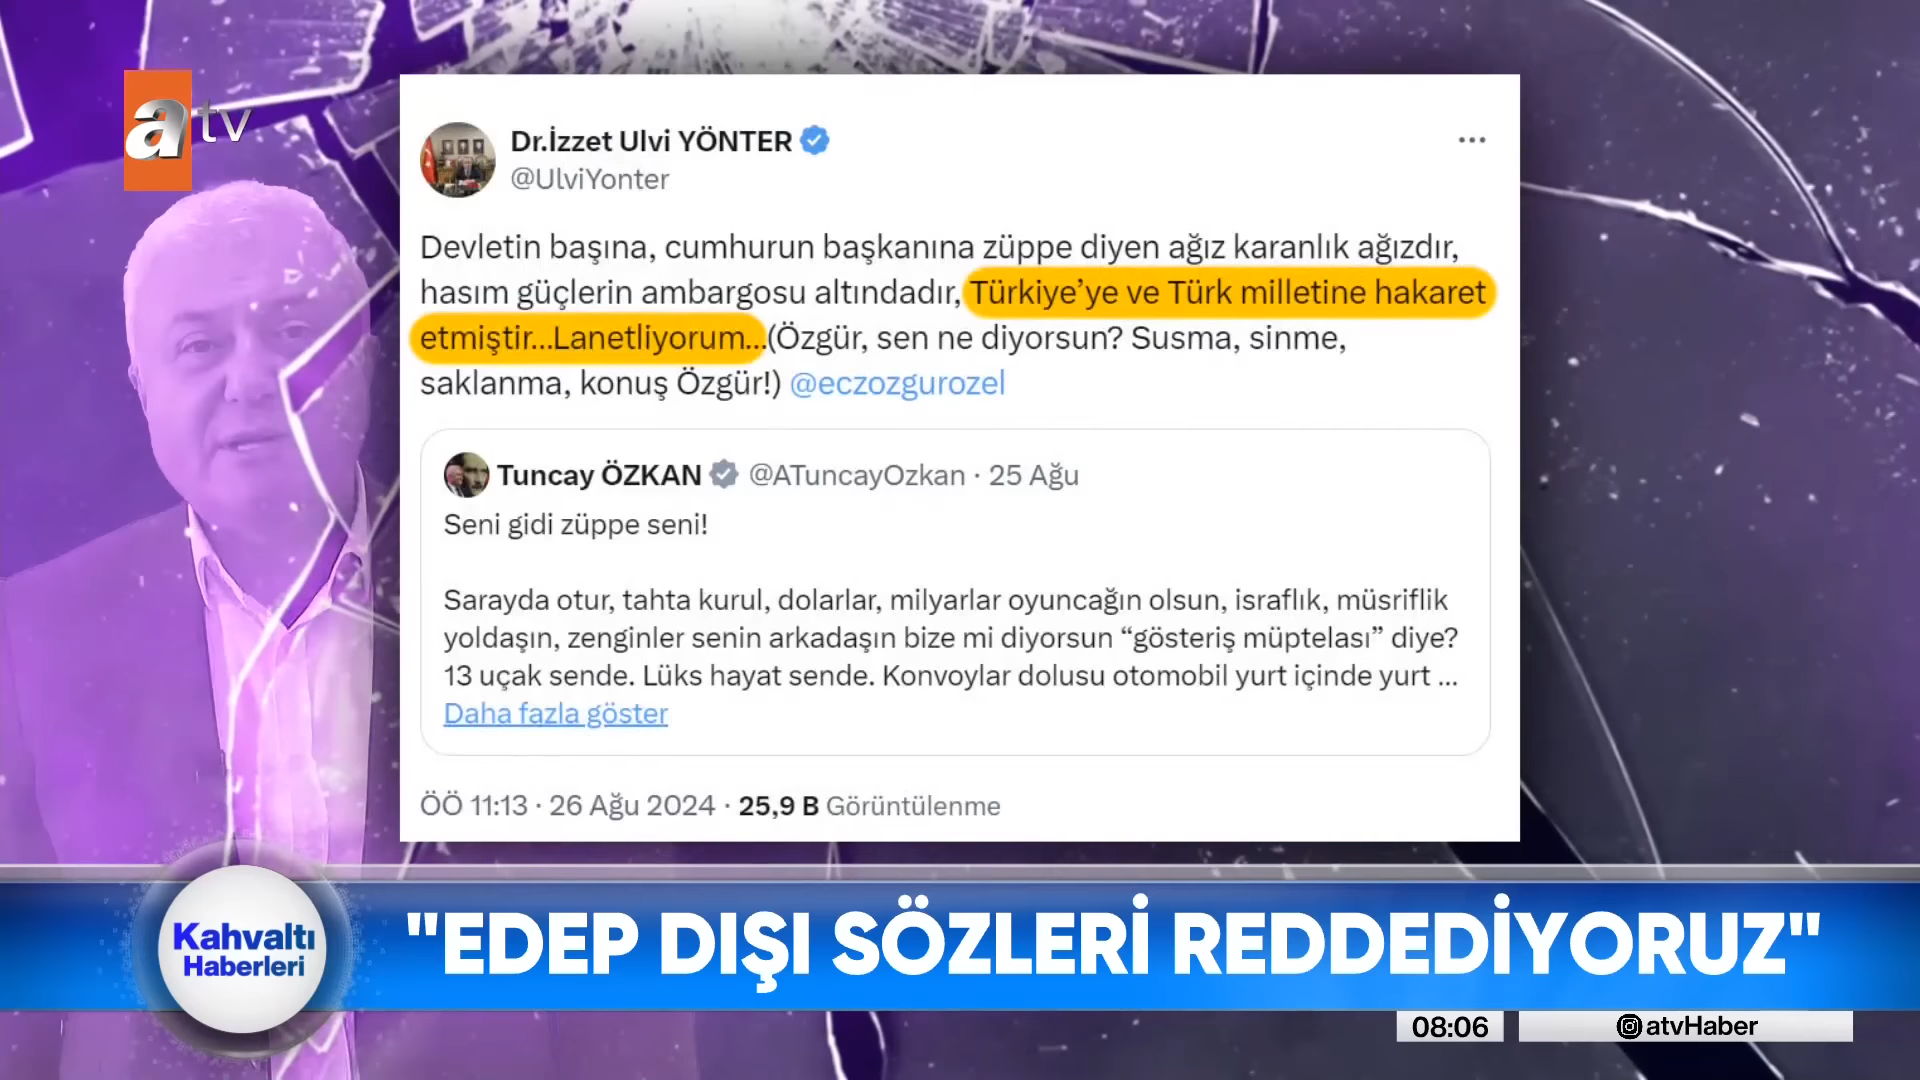 atv
Dr.İzzet Ulvi YÖNTER
@UlviYonter
Devletin başına, cumhurun başkanına züppe diyen ağız karanlık ağızdır,
hasım güçlerin ambargosu altındadır, Türkiye’ye ve Türk milletine hakaret
etmiştir...Lanetliyorum...(Özgür, sen ne diyorsun? Susma, sinme,
saklanma, konuş Özgür!) @eczozgurozel
Tuncay ÖZKAN @ATuncayOzkan · 25 Ağu
Seni gidi züppe seni!
Sarayda otur, tahta kurul, dolarlar, milyarlar oyuncağın olsun, israflık, müsriflik
yoldaşın, zenginler senin arkadaşın bize mi diyorsun “gösteriş müptelası” diye?
13 uçak sende. Lüks hayat sende. Konvoylar dolusu otomobil yurt içinde yurt ...
Daha fazla göster
ÖÖ 11:13 · 26 Ağu 2024 · 25,9 B Görüntülenme
Kahvaltı
Haberleri
"EDEP DIŞI SÖZLERİ REDDEDİYORUZ"
08:06
atvHaber